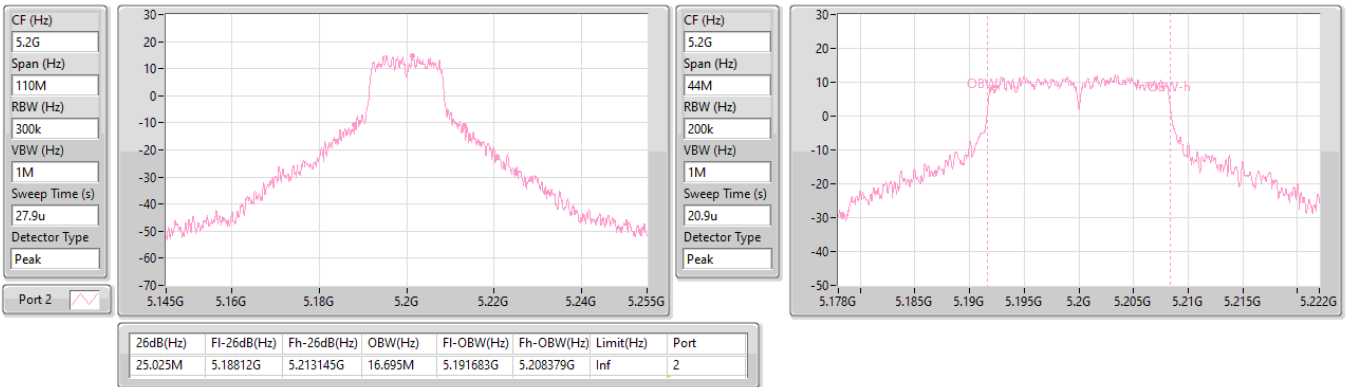 CF (Hz)
5.2G
Span (Hz)
110M
RBW (Hz)
300k
VBW (Hz)
1M
Sweep Time (s)
27.9u
Detector Type
Peak
Port 2
30
20
10
0
-10
-20
-30
-40
-50
-60
-70
5.145G 5.16G 5.18G 5.2G 5.22G 5.24G 5.255G
CF (Hz)
5.2G
Span (Hz)
44M
RBW (Hz)
200k
VBW (Hz)
1M
Sweep Time (s)
20.9u
Detector Type
Peak
30
20
10
0
-10
-20
-30
-40
-50
OBW-h
5.178G 5.185G 5.19G 5.195G 5.2G 5.205G 5.21G 5.215G 5.222G
26dB(Hz) Fl-26dB(Hz) Fh-26dB(Hz) OBW(Hz) Fl-OBW(Hz) Fh-OBW(Hz) Limit(Hz) Port
25.025M 5.18812G 5.213145G 16.695M 5.191683G 5.208379G Inf 2